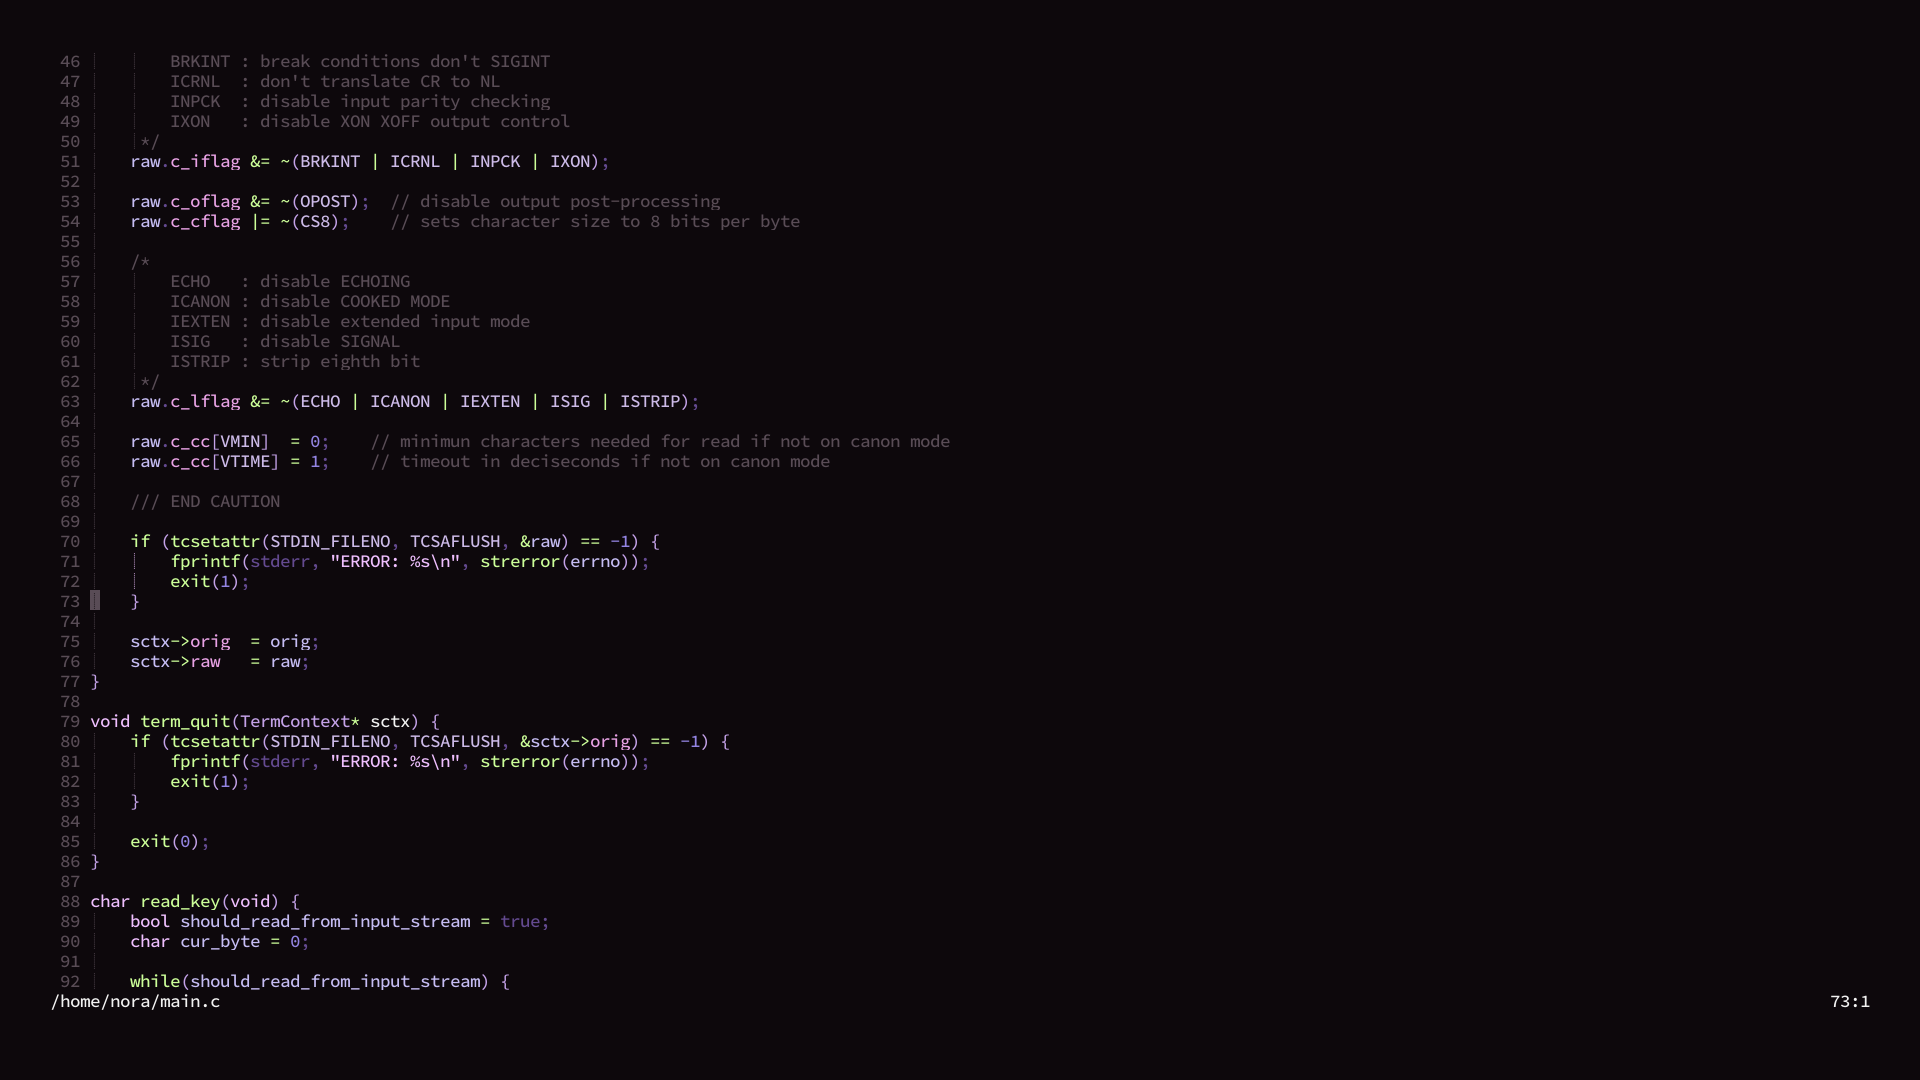 46         BRKINT : break conditions don't SIGINT
47         ICRNL  : don't translate CR to NL
48         INPCK  : disable input parity checking
49         IXON   : disable XON XOFF output control
50      */
51     raw.c_iflag &= ~(BRKINT | ICRNL | INPCK | IXON);
52
53     raw.c_oflag &= ~(OPOST);  // disable output post-processing
54     raw.c_cflag |= ~(CS8);    // sets character size to 8 bits per byte
55
56     /*
57         ECHO   : disable ECHOING
58         ICANON : disable COOKED MODE
59         IEXTEN : disable extended input mode
60         ISIG   : disable SIGNAL
61         ISTRIP : strip eighth bit
62      */
63     raw.c_lflag &= ~(ECHO | ICANON | IEXTEN | ISIG | ISTRIP);
64
65     raw.c_cc[VMIN]  = 0;    // minimun characters needed for read if not on canon mode
66     raw.c_cc[VTIME] = 1;    // timeout in deciseconds if not on canon mode
67
68     /// END CAUTION
69
70     if (tcsetattr(STDIN_FILENO, TCSAFLUSH, &raw) == -1) {
71         fprintf(stderr, "ERROR: %s\n", strerror(errno));
72         exit(1);
73     }
74
75     sctx->orig  = orig;
76     sctx->raw   = raw;
77 }
78
79 void term_quit(TermContext* sctx) {
80     if (tcsetattr(STDIN_FILENO, TCSAFLUSH, &sctx->orig) == -1) {
81         fprintf(stderr, "ERROR: %s\n", strerror(errno));
82         exit(1);
83     }
84
85     exit(0);
86 }
87
88 char read_key(void) {
89     bool should_read_from_input_stream = true;
90     char cur_byte = 0;
91
92     while(should_read_from_input_stream) {
/home/nora/main.c 73:1